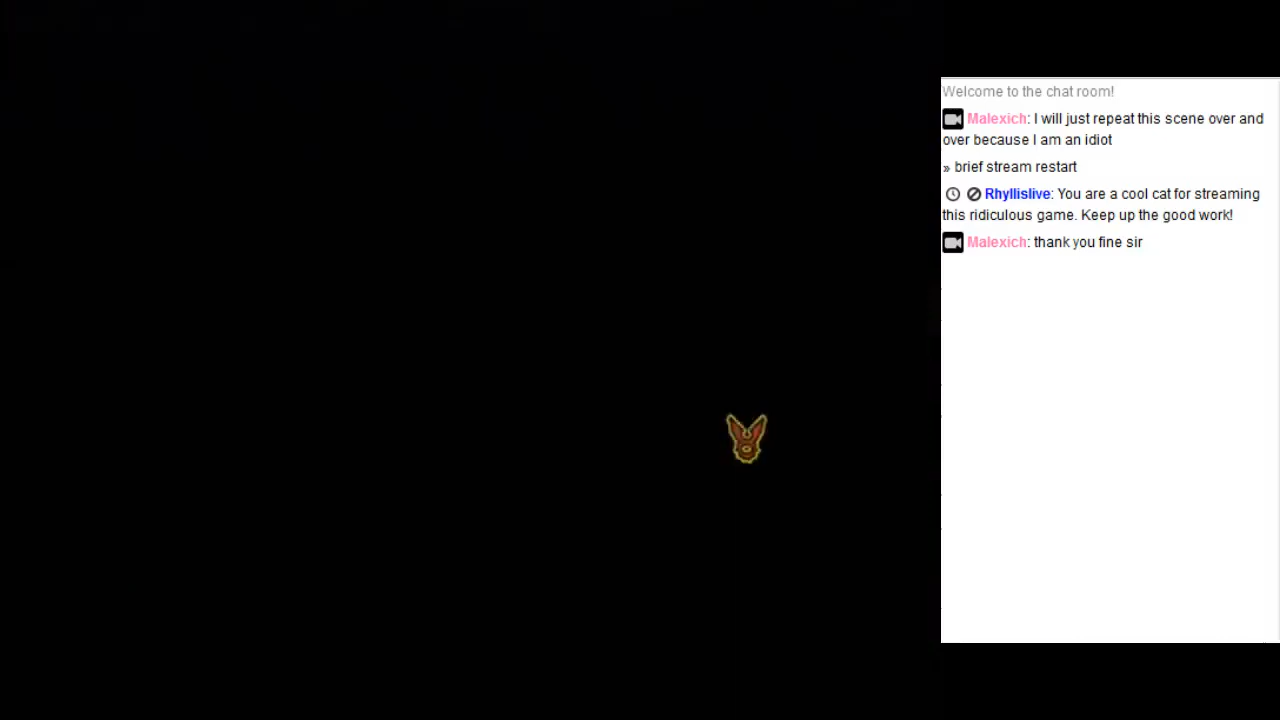 Welcome to the chat room!
Malexich: I will just repeat this scene over and
over because I am an idiot
» brief stream restart
Rhyllislive: You are a cool cat for streaming
this ridiculous game. Keep up the good work!
Malexich: thank you fine sir